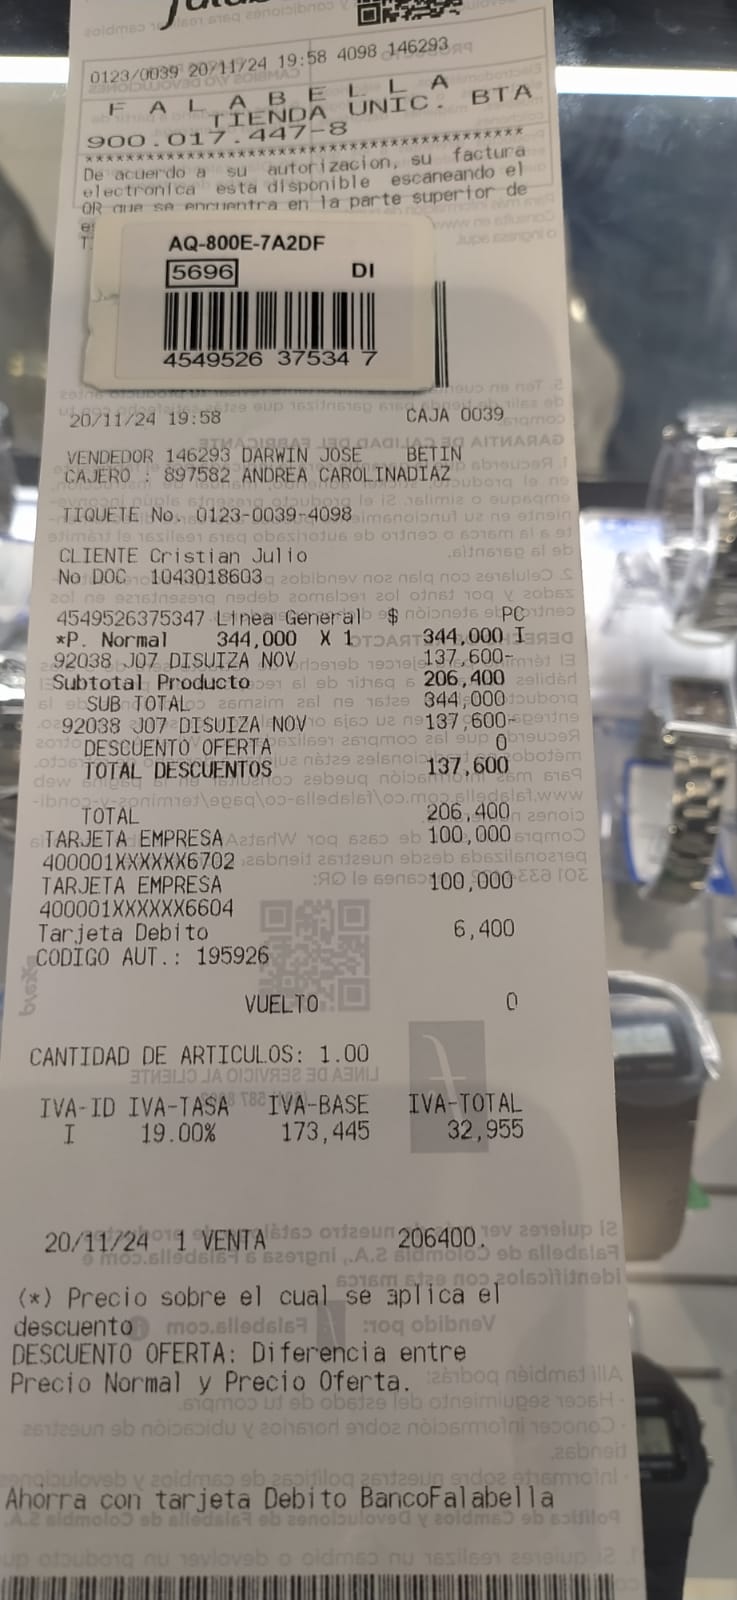 0123/0039 20/11/24 19:58 4098 146293
F A L A B E L L A
TIENDA UNIC. BTA
900.017.447-8
****************************************
De acuerdo a su autorizacion, su factura
electronica esta disponible escaneando el
QR que se encuentra en la parte superior de
AQ-800E-7A2DF
5696 DI
4549526 37534 7
20/11/24 19:58 CAJA 0039
VENDEDOR 146293 DARWIN JOSE BETIN
CAJERO : 897582 ANDREA CAROLINADIAZ
TIQUETE No. 0123-0039-4098
CLIENTE Cristian Julio
No DOC 1043018603
4549526375347 Linea General $ PC
*P. Normal 344,000 X 1 344,000 I
92038 J07 DISUIZA NOV 137,600-
Subtotal Producto 206,400
SUB TOTAL 344,000
92038 J07 DISUIZA NOV 137,600-
DESCUENTO OFERTA 0
TOTAL DESCUENTOS 137,600
TOTAL 206,400
TARJETA EMPRESA 100,000
400001XXXXXX6702
TARJETA EMPRESA 100,000
400001XXXXXX6604
Tarjeta Debito 6,400
CODIGO AUT.: 195926
VUELTO 0
CANTIDAD DE ARTICULOS: 1.00
IVA-ID IVA-TASA IVA-BASE IVA-TOTAL
I 19.00% 173,445 32,955
20/11/24 1 VENTA 206400.
(*) Precio sobre el cual se aplica el
descuento
DESCUENTO OFERTA: Diferencia entre
Precio Normal y Precio Oferta.
Ahorra con tarjeta Debito BancoFalabella